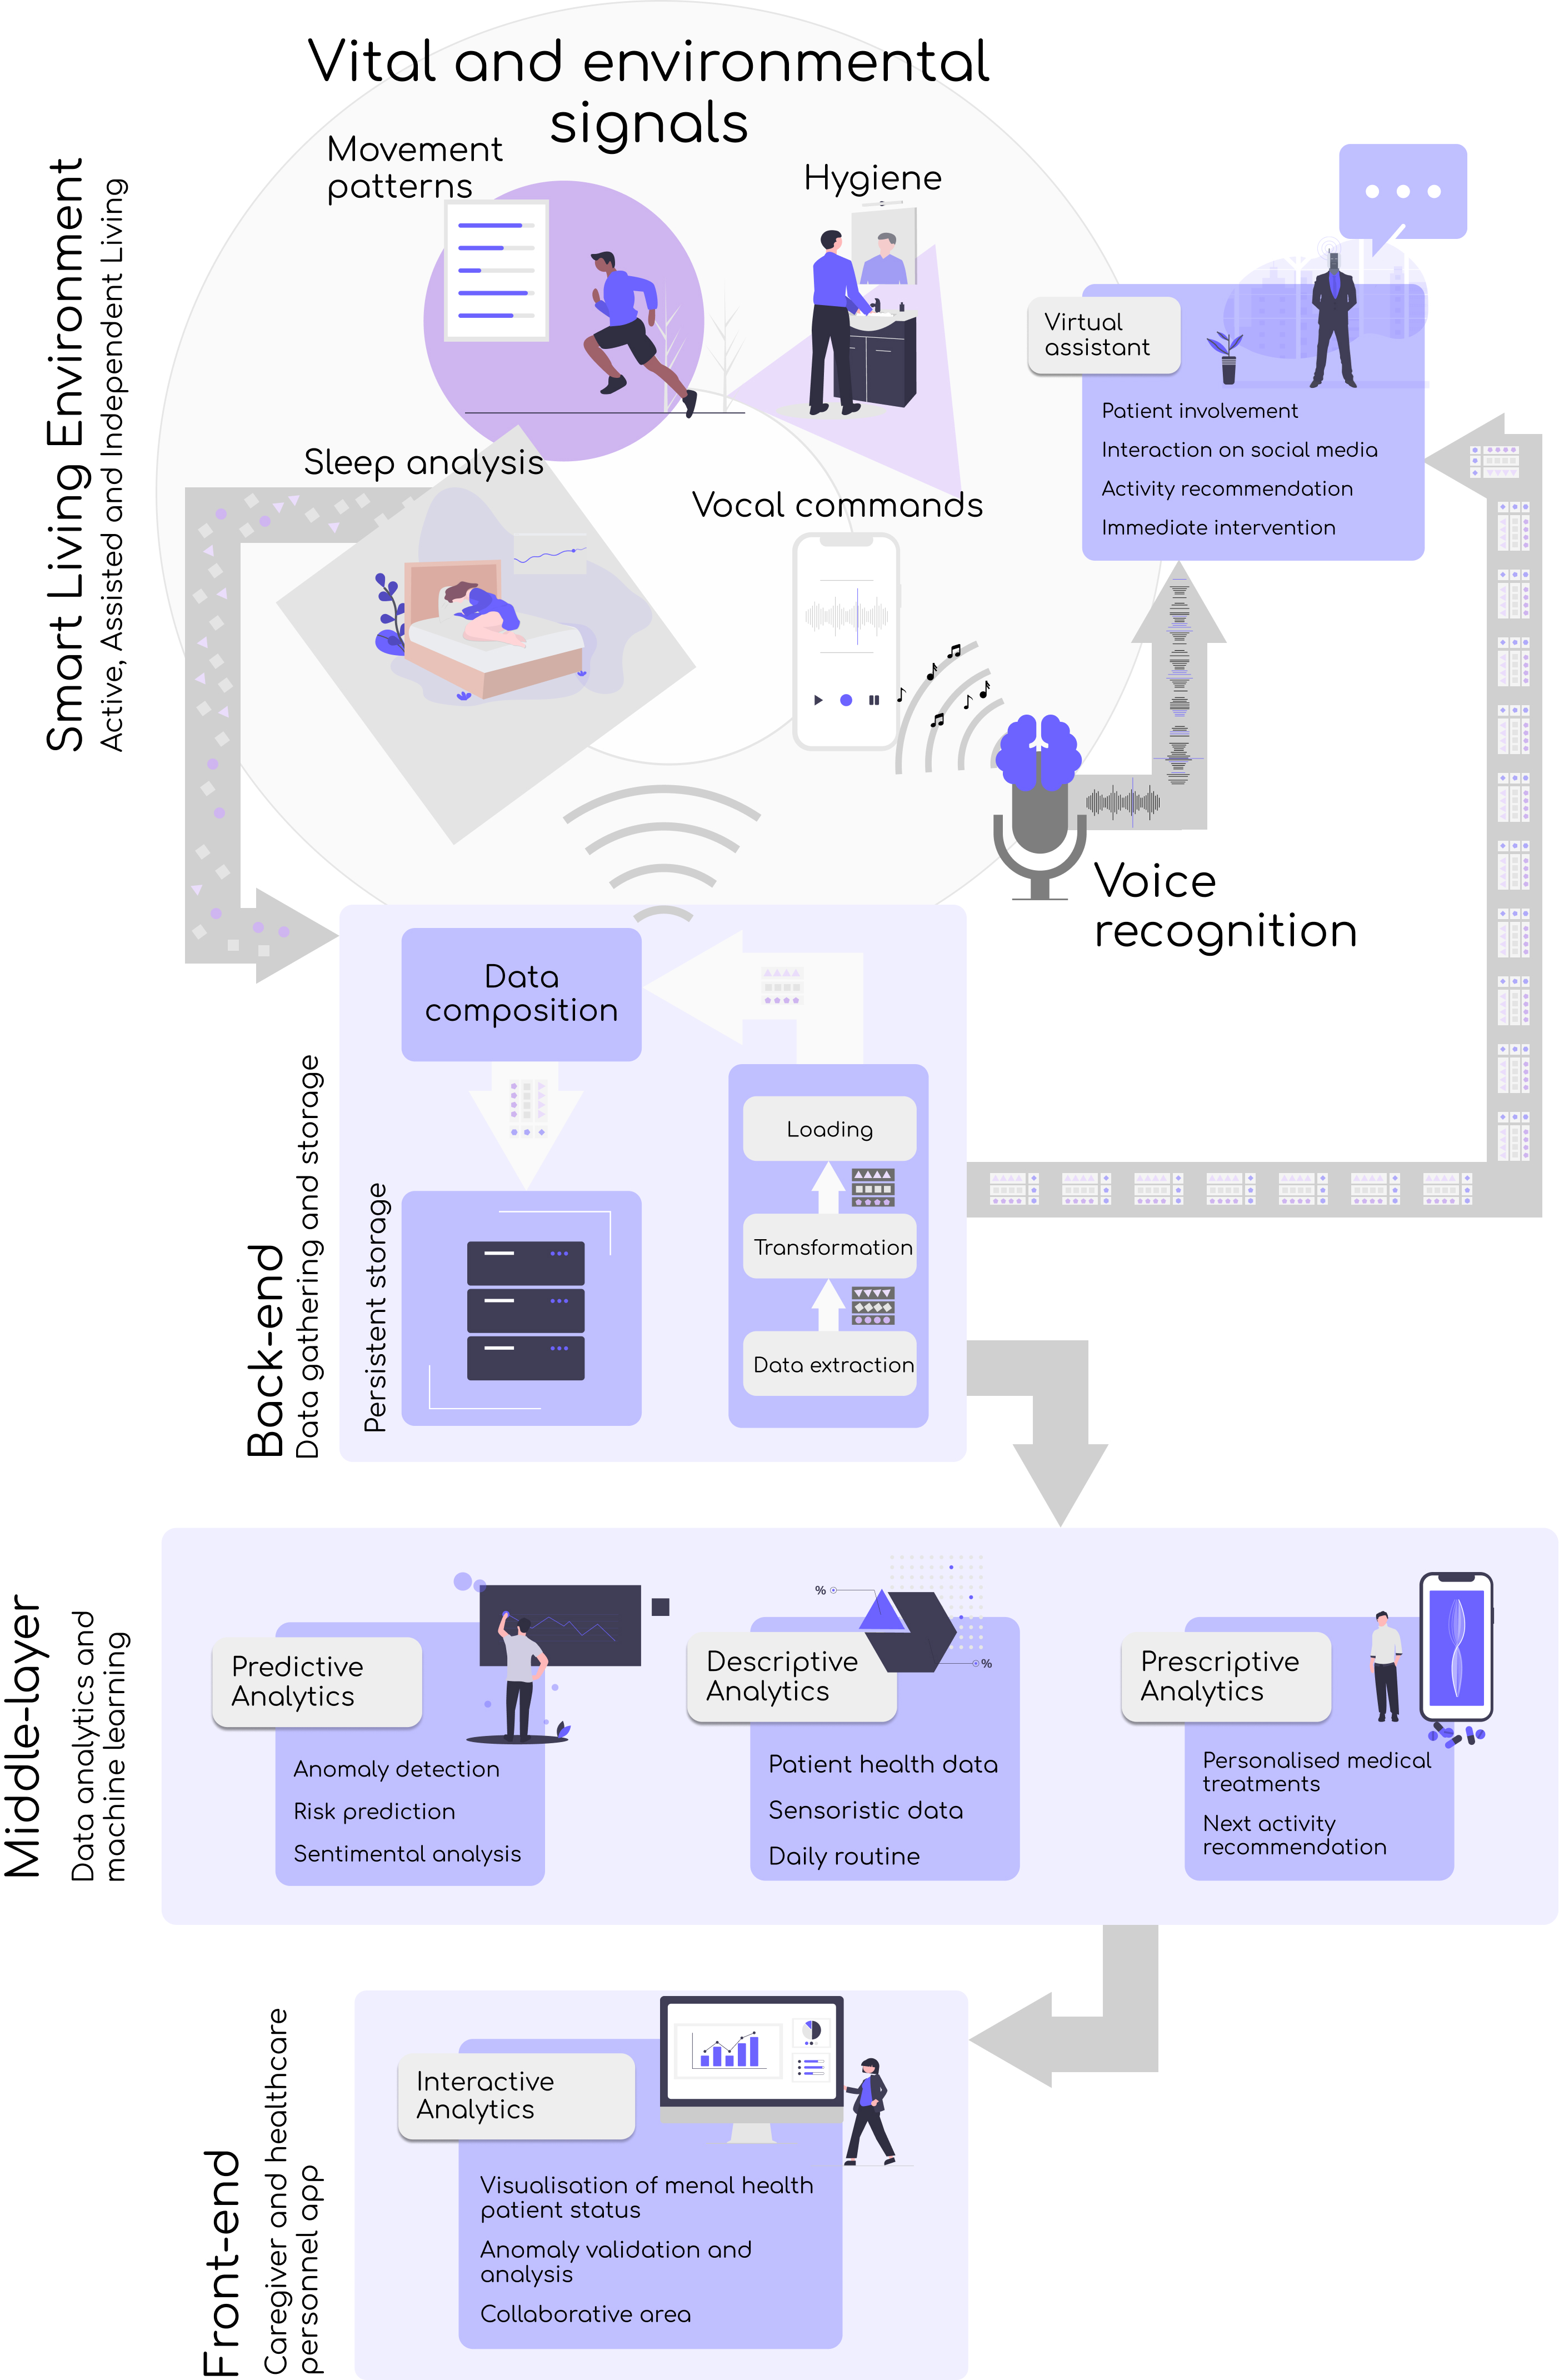 Vital and environmental
signals
Smart Living Environment
Active, Assisted and Independent Living
Movement
patterns
Hygiene
Sleep analysis
Vocal commands
Virtual
assistant
Patient involvement
Interaction on social media
Activity recommendation
Immediate intervention
Voice
recognition
Back-end
Data gathering and storage
Data
composition
Persistent storage
Loading
Transformation
Data extraction
Middle-layer
Data analytics and
machine learning
Predictive
Analytics
Anomaly detection
Risk prediction
Sentimental analysis
%
%
Descriptive
Analytics
Patient health data
Sensoristic data
Daily routine
Prescriptive
Analytics
Personalised medical
treatments
Next activity
recommendation
Front-end
Caregiver and healthcare
personnel app
Interactive
Analytics
Visualisation of menal health
patient status
Anomaly validation and
analysis
Collaborative area